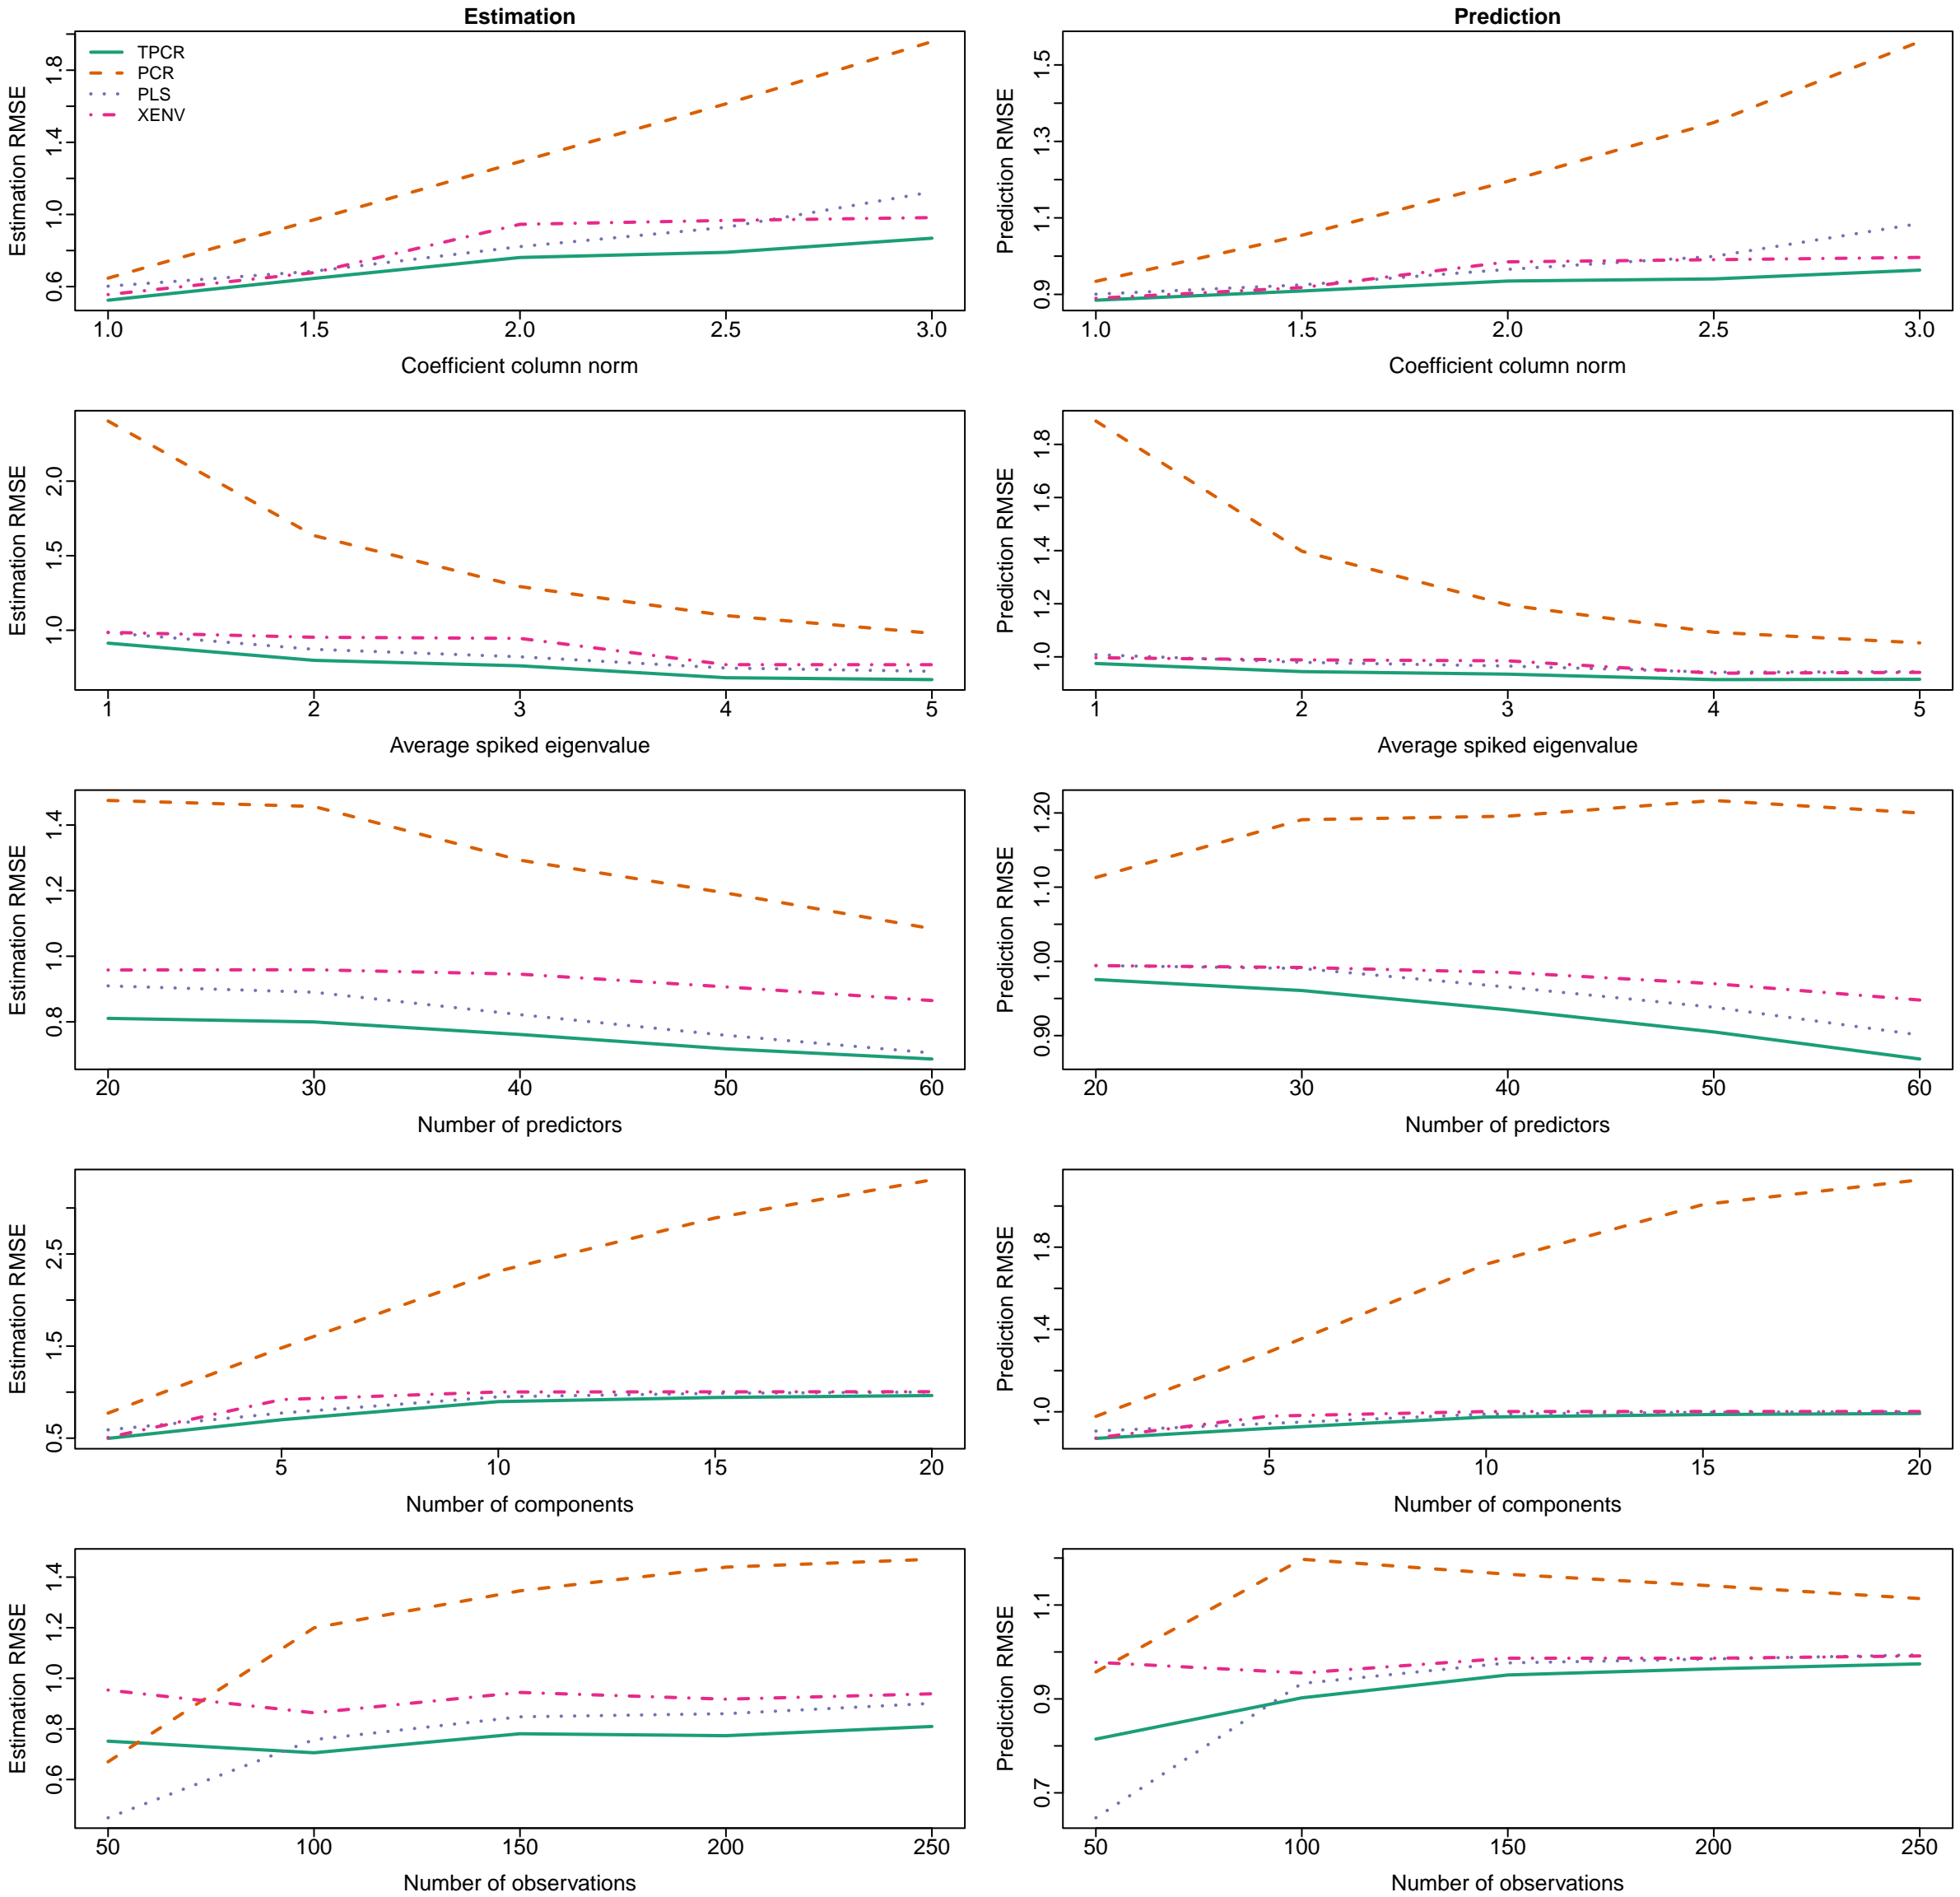 Estimation
Prediction
Estimation RMSE
0.6 1.0 1.4 1.8
TPCR
PCR
PLS
XENV
1.0 1.5 2.0 2.5 3.0
Coefficient column norm
Prediction RMSE
0.9 1.1 1.3 1.5
1.0 1.5 2.0 2.5 3.0
Coefficient column norm
Estimation RMSE
1.0 1.5 2.0
1 2 3 4 5
Average spiked eigenvalue
Prediction RMSE
1.0 1.2 1.4 1.6 1.8
1 2 3 4 5
Average spiked eigenvalue
Estimation RMSE
0.8 1.0 1.2 1.4
20 30 40 50 60
Number of predictors
Prediction RMSE
0.90 1.00 1.10 1.20
20 30 40 50 60
Number of predictors
Estimation RMSE
0.5 1.5 2.5
5 10 15 20
Number of components
Prediction RMSE
1.0 1.4 1.8
5 10 15 20
Number of components
Estimation RMSE
0.6 0.8 1.0 1.2 1.4
50 100 150 200 250
Number of observations
Prediction RMSE
0.7 0.9 1.1
50 100 150 200 250
Number of observations